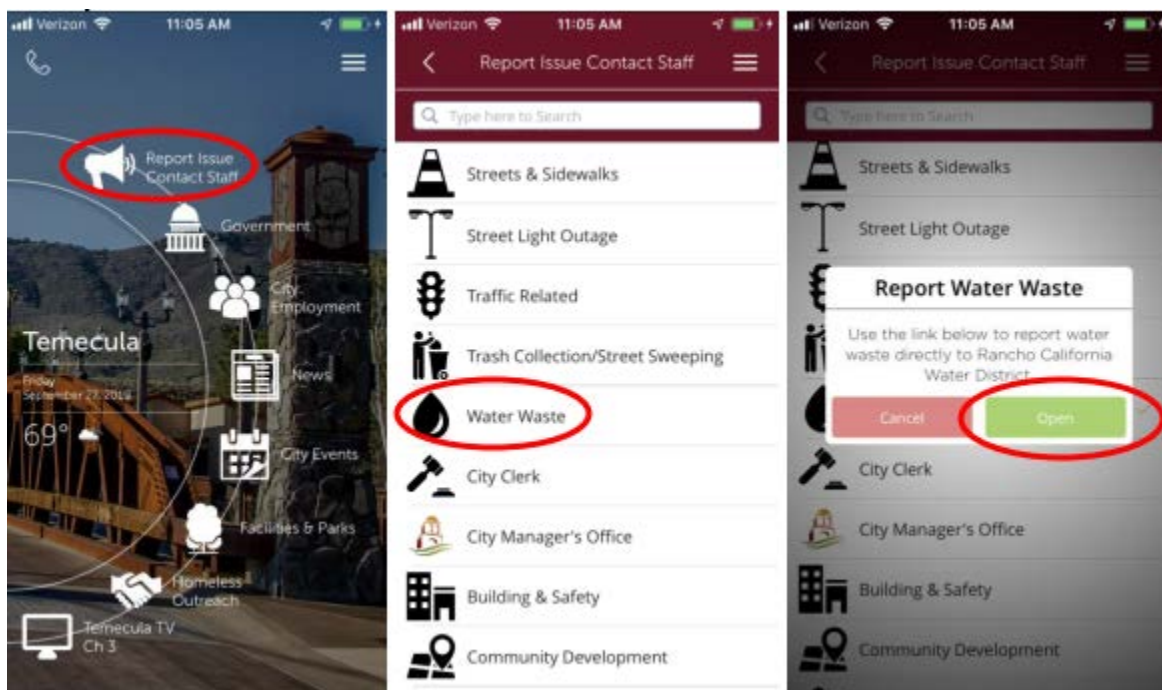 Verizon 11:05 AM
Report Issue
Contact Staff
Government
City
Employment
Temecula
News
Friday
September 27, 2019
69°
City Events
Facilities & Parks
Homeless
Outreach
Temecula TV
Ch 3
Verizon 11:05 AM
Report Issue Contact Staff
Type here to Search
Streets & Sidewalks
Street Light Outage
Traffic Related
Trash Collection/Street Sweeping
Water Waste
City Clerk
City Manager's Office
Building & Safety
Community Development
Verizon 11:05 AM
Report Issue Contact Staff
Type here to Search
Streets & Sidewalks
Street Light Outage
Report Water Waste
Use the link below to report water
waste directly to Rancho California
Water District
Cancel Open
City Clerk
City Manager's Office
Building & Safety
Community Development